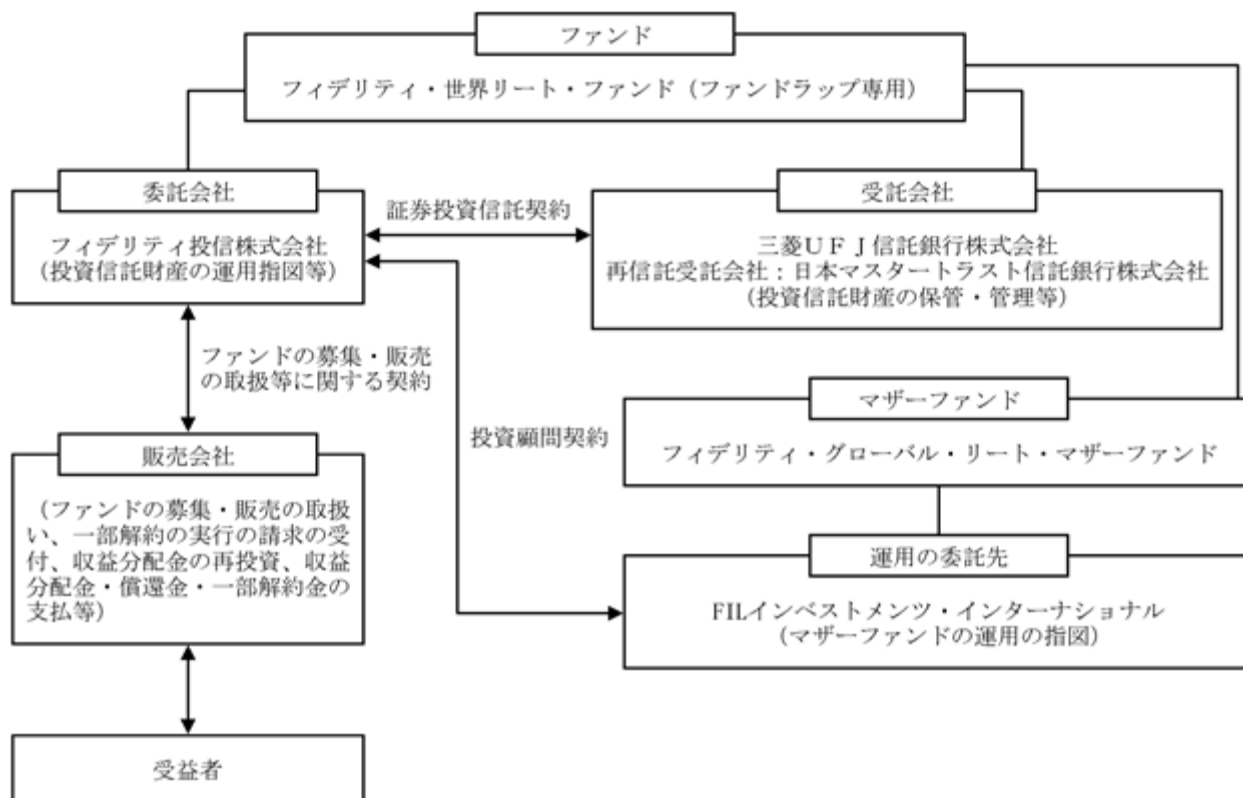 ファンド
フィデリティ・世界リート・ファンド（ファンドラップ専用）
委託会社
フィデリティ投信株式会社
（投資信託財産の運用指図等）
証券投資信託契約
受託会社
三菱ＵＦＪ信託銀行株式会社
再信託受託会社：日本マスタートラスト信託銀行株式会社
（投資信託財産の保管・管理等）
ファンドの募集・販売
の取扱等に関する契約
投資顧問契約
マザーファンド
フィデリティ・グローバル・リート・マザーファンド
販売会社
（ファンドの募集・販売の取扱
い、一部解約の実行の請求の受
付、収益分配金の再投資、収益
分配金・償還金・一部解約金の
支払等）
運用の委託先
FILインベストメンツ・インターナショナル
（マザーファンドの運用の指図）
受益者